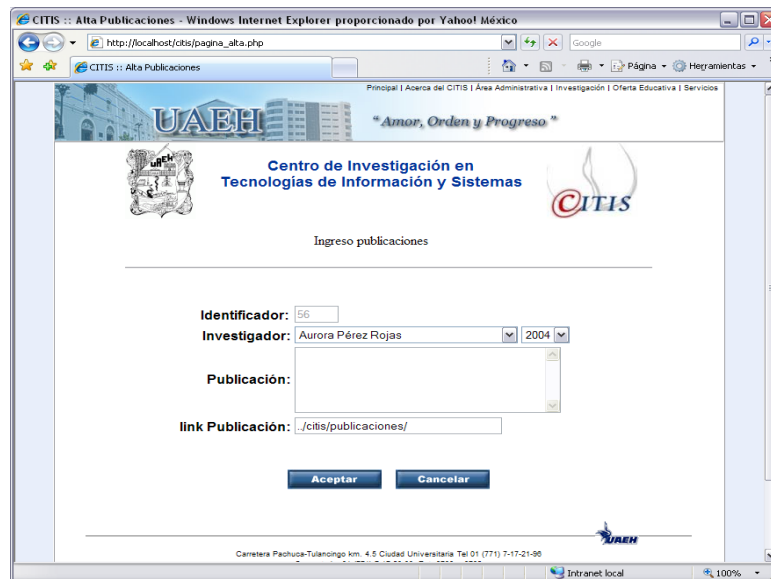 CITIS :: Alta Publicaciones - Windows Internet Explorer proporcionado por Yahoo! México
http://localhost/citis/pagina_alta.php
Google
CITIS :: Alta Publicaciones
Página
Herramientas
Principal | Acerca del CITIS | Área Administrativa | Investigación | Oferta Educativa | Servicios
UAEH
"Amor, Orden y Progreso"
Centro de Investigación en
Tecnologías de Información y Sistemas
CITIS
Ingreso publicaciones
Identificador: 56
Investigador: Aurora Pérez Rojas 2004
Publicación:
link Publicación: ../citis/publicaciones/
Aceptar Cancelar
UAEH
Carretera Pachuca-Tulancingo km. 4.5 Ciudad Universitaria Tel 01 (771) 7-17-21-98
Intranet local 100%